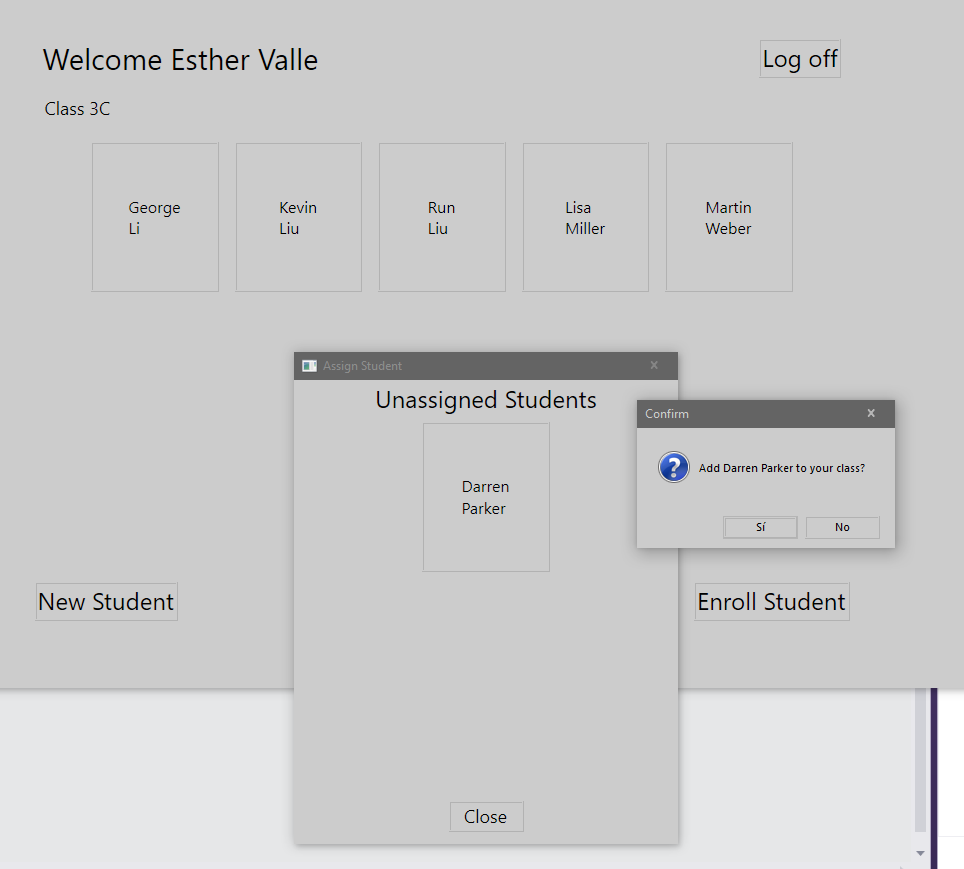 Welcome Esther Valle
Log off
Class 3C
George
Li
Kevin
Liu
Run
Liu
Lisa
Miller
Martin
Weber
Assign Student
Unassigned Students
Darren
Parker
Confirm
Add Darren Parker to your class?
Sí
No
New Student
Enroll Student
Close